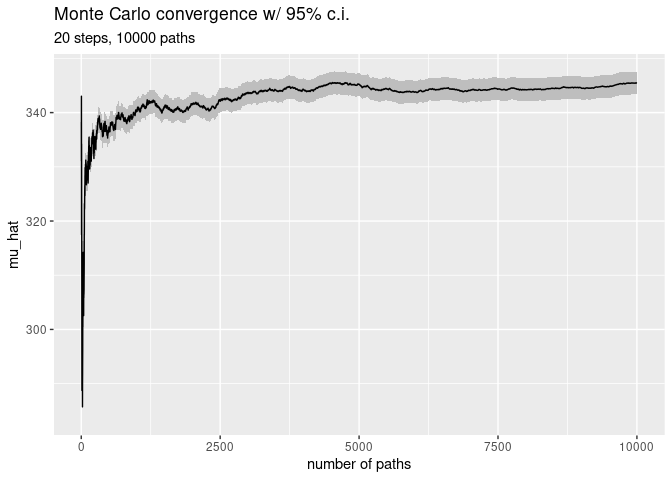 Monte Carlo convergence w/ 95% c.i.
20 steps, 10000 paths
340
320
300
mu_hat
0 2500 5000 7500 10000
number of paths